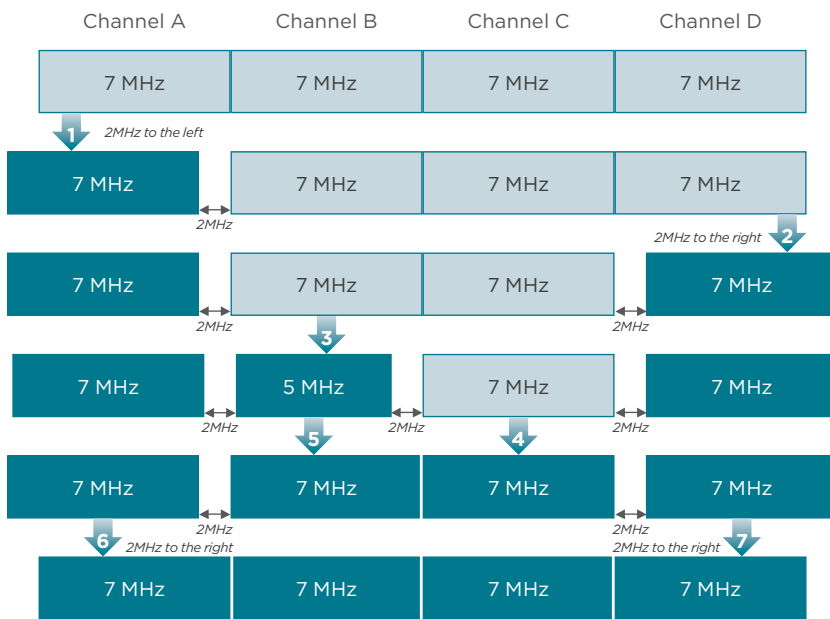 Channel A Channel B Channel C Channel D
7 MHz 7 MHz 7 MHz 7 MHz
1 2MHz to the left
7 MHz 7 MHz 7 MHz 7 MHz
2MHz
2MHz to the right 2
7 MHz 7 MHz 7 MHz 7 MHz
2MHz 2MHz
3
7 MHz 5 MHz 7 MHz 7 MHz
2MHz 2MHz 2MHz
5 4
7 MHz 7 MHz 7 MHz 7 MHz
2MHz 2MHz
6 2MHz to the right 2MHz to the right 7
7 MHz 7 MHz 7 MHz 7 MHz